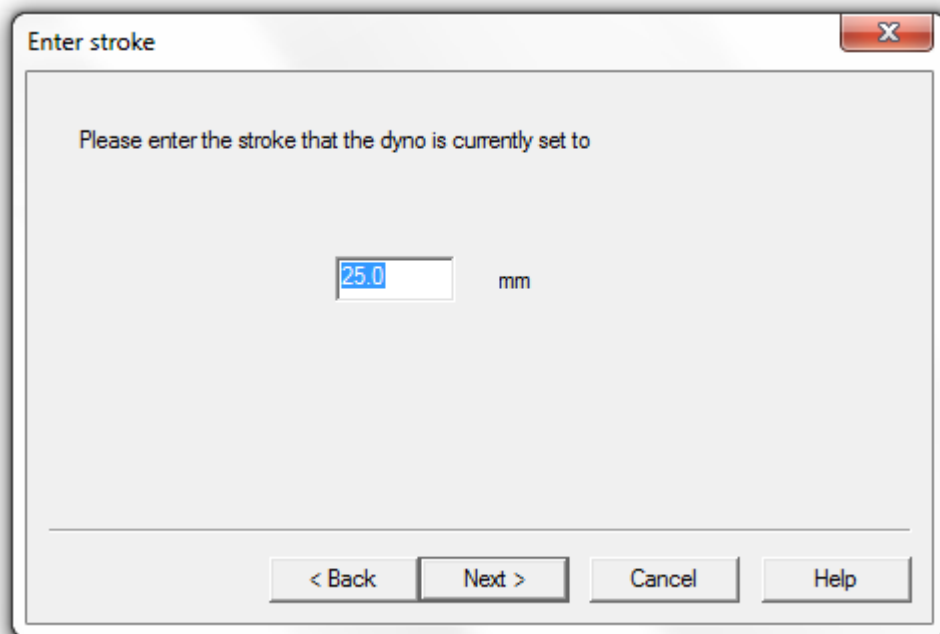 Enter stroke
Please enter the stroke that the dyno is currently set to
25.0 mm
< Back Next > Cancel Help